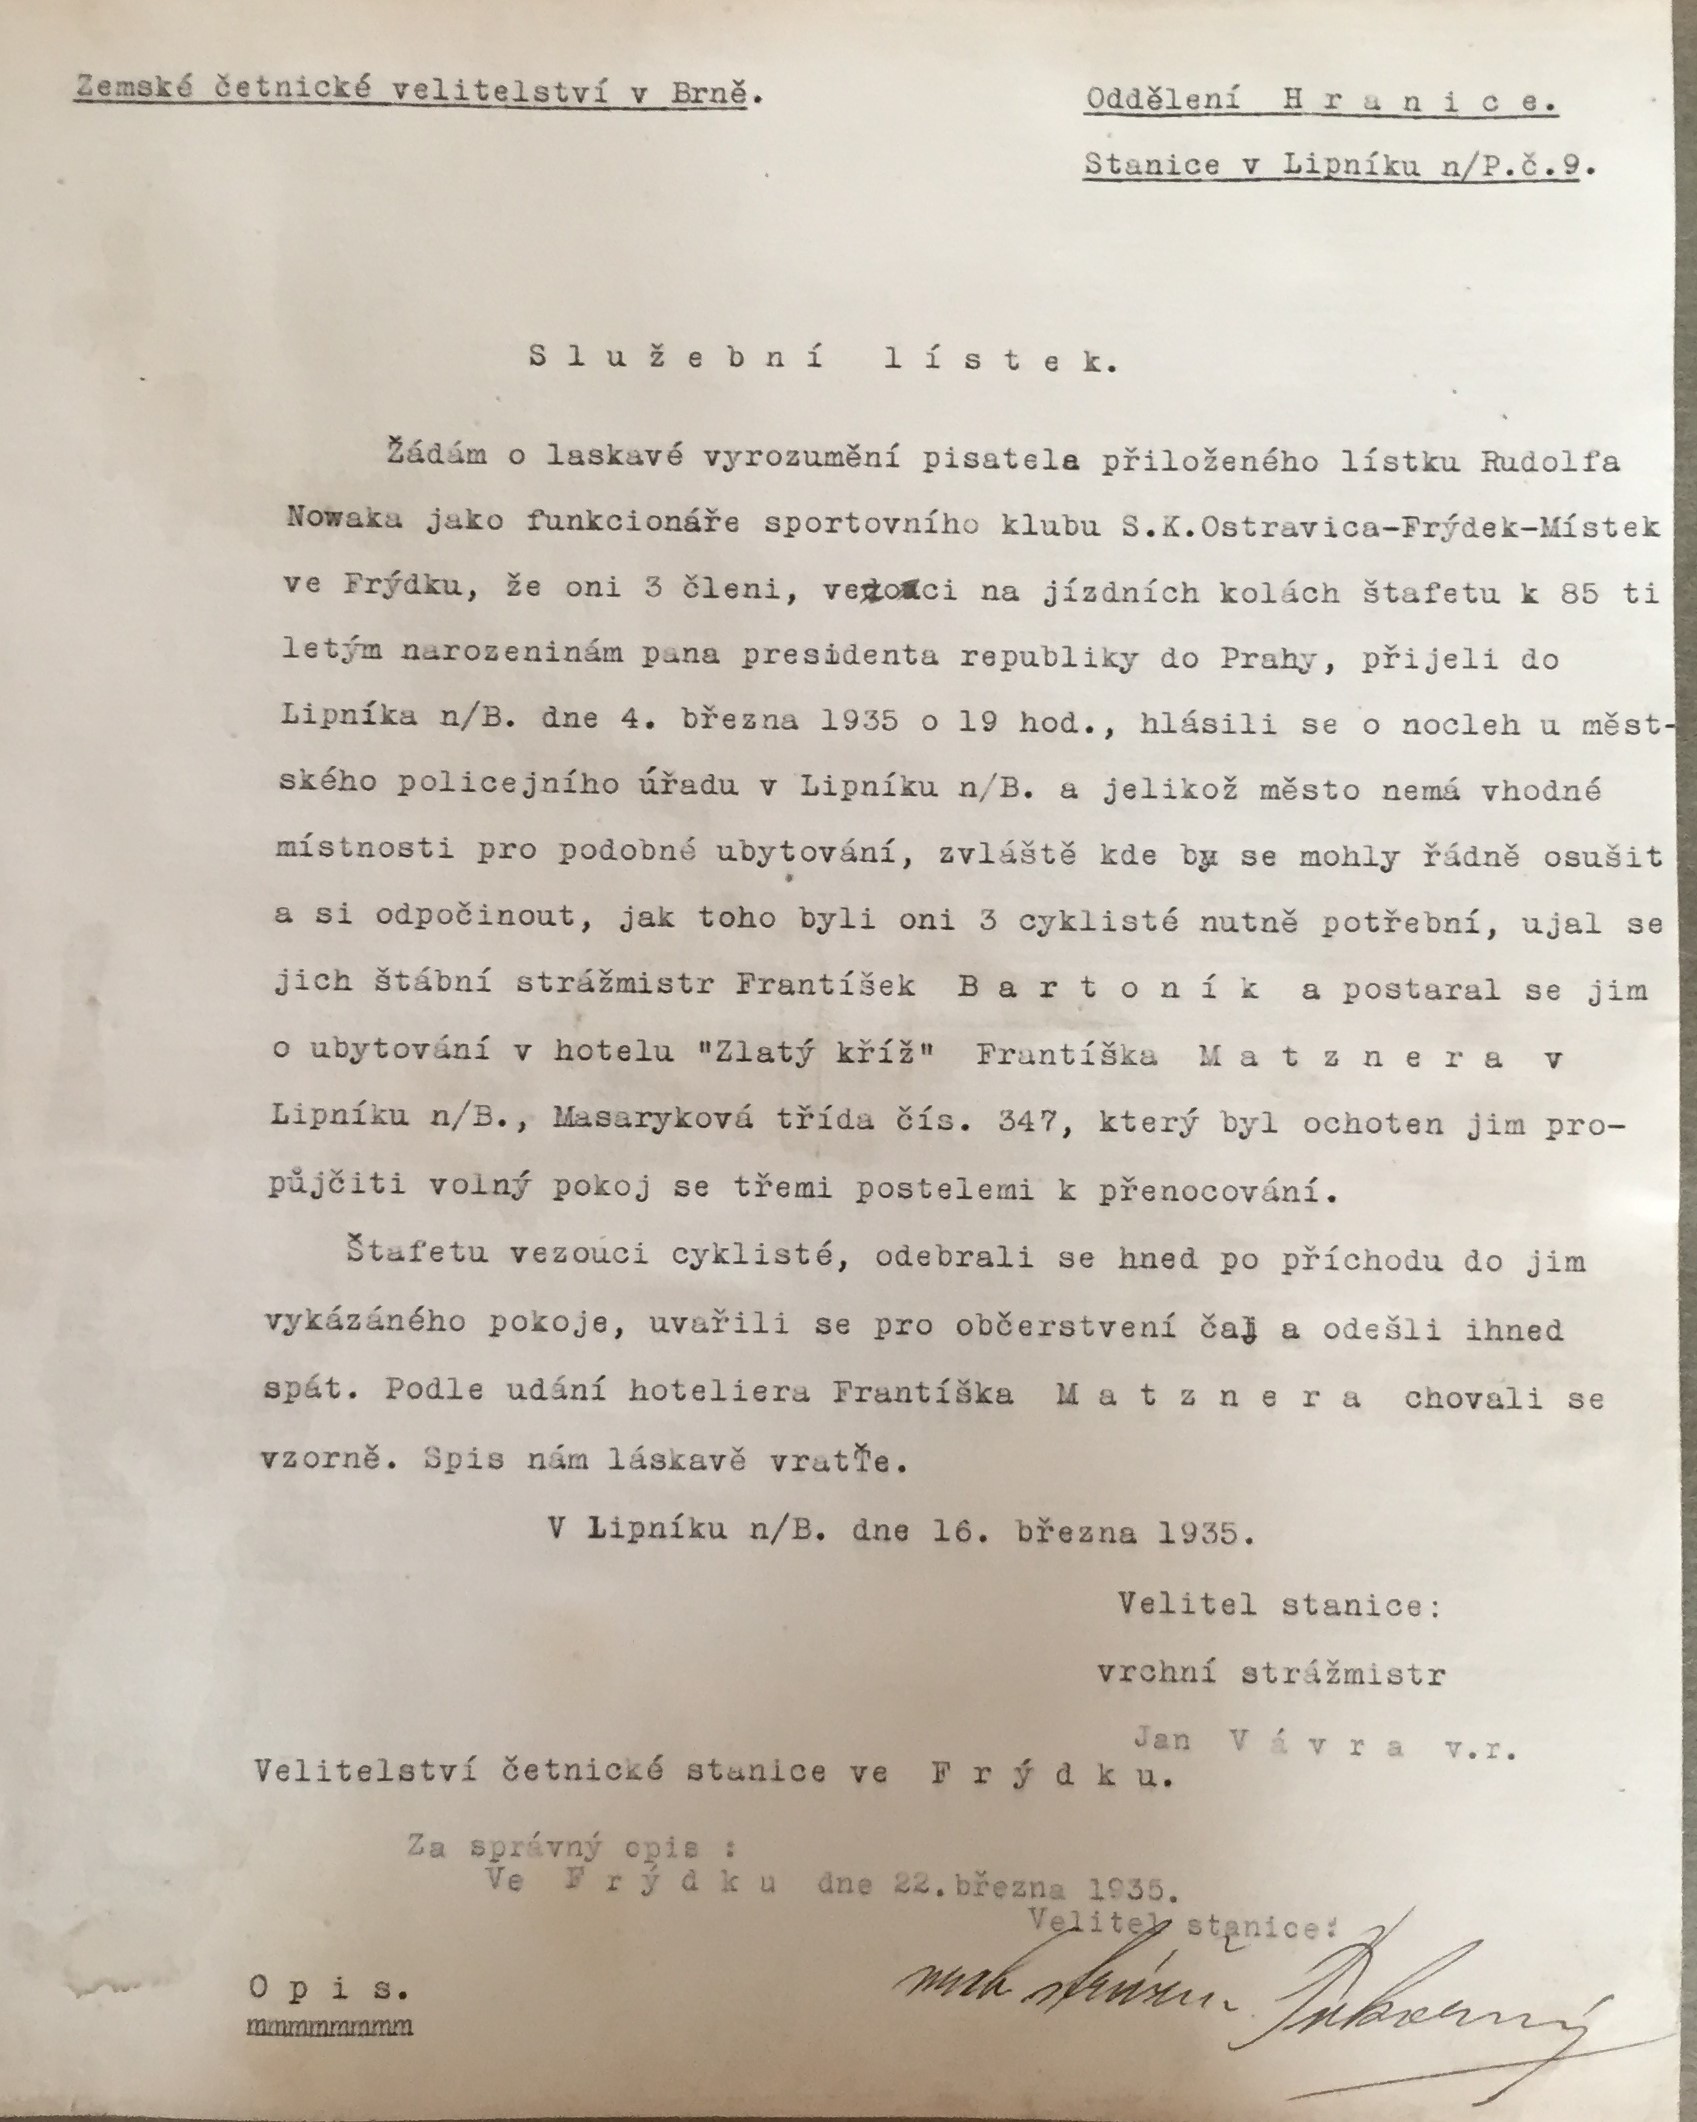 Zemské četnické velitelství v Brně.
Oddělení H r a n i c e.
Stanice v Lipníku n/P.č.9.
S l u ž e b n í l í s t e k.
Žádám o laskavé vyrozumění pisatele přiloženého lístku Rudolfa
Nowaka jako funkcionáře sportovního klubu S.K.Ostravica-Frýdek-Místek
ve Frýdku, že oni 3 členi, vezouci na jízdních kolách štafetu k 85 ti
letým narozeninám pana presidenta republiky do Prahy, přijeli do
Lipníka n/B. dne 4. března 1935 o 19 hod., hlásili se o nocleh u měst-
ského policejního úřadu v Lipníku n/B. a jelikož město nemá vhodné
místnosti pro podobné ubytování, zvláště kde by se mohly řádně osušit
a si odpočinout, jak toho byli oni 3 cyklisté nutně potřební, ujal se
jich štábní strážmistr Frantíšek B a r t o n í k a postaral se jim
o ubytování v hotelu "Zlatý kříž" Frantíška M a t z n e r a v
Lipníku n/B., Masaryková třída čís. 347, který byl ochoten jim pro-
půjčiti volný pokoj se třemi postelemi k přenocování.
Štafetu vezouci cyklisté, odebrali se hned po příchodu do jim
vykázáného pokoje, uvařili se pro občerstvení čaj a odešli ihned
spát. Podle udání hoteliera Frantíška M a t z n e r a chovali se
vzorně. Spis nám láskavě vratťe.
V Lipníku n/B. dne 16. března 1935.
Velitel stanice:
vrchní strážmistr
Jan V á v r a v.r.
Velitelství četnické stanice ve F r ý d k u.
Za správný opis :
Ve F r ý d k u dne 22.března 1935.
Velitel stanice:
O p i s.
mmmmmmmmm